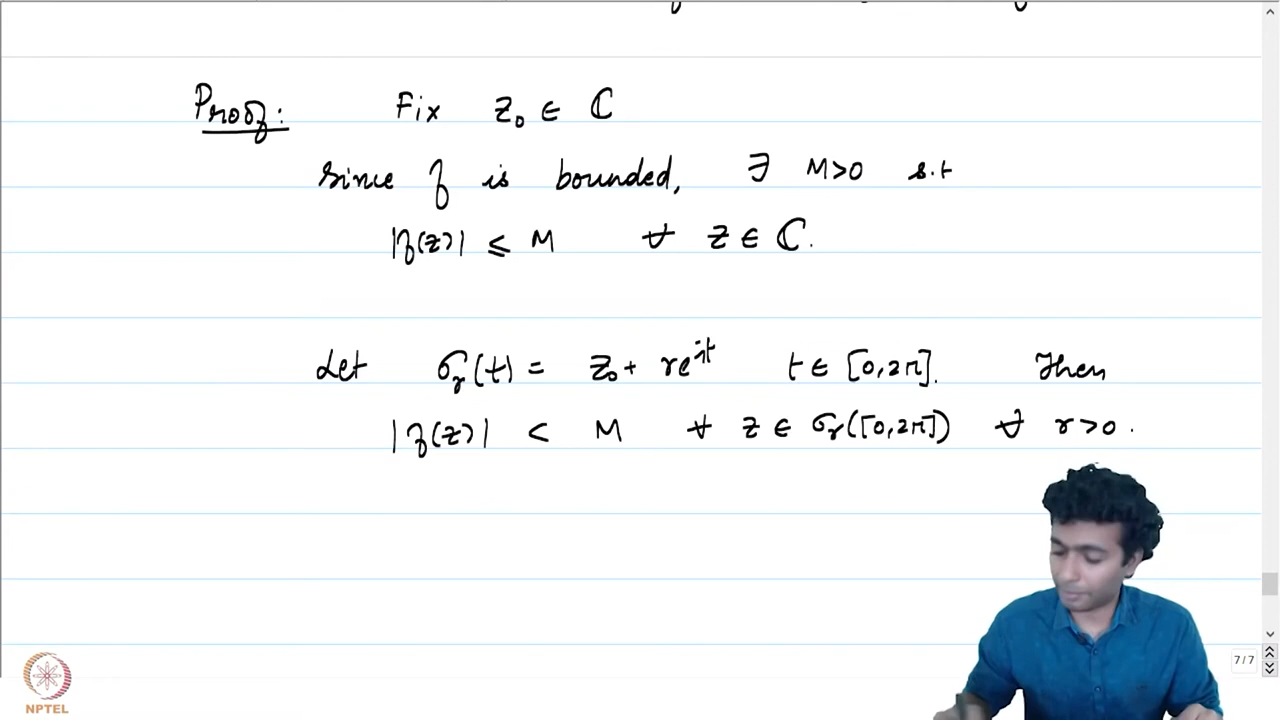 Proof: Fix z₀ ∈ ℂ
since f is bounded, ∃ M>0 s.t
|f(z)| ≤ M ∀ z ∈ ℂ.
Let σᵣ(t) = z₀ + re^{it} t ∈ [0,2π]. Then
|f(z)| < M ∀ z ∈ σᵣ([0,2π]) ∀ r>0.
7/7
NPTEL